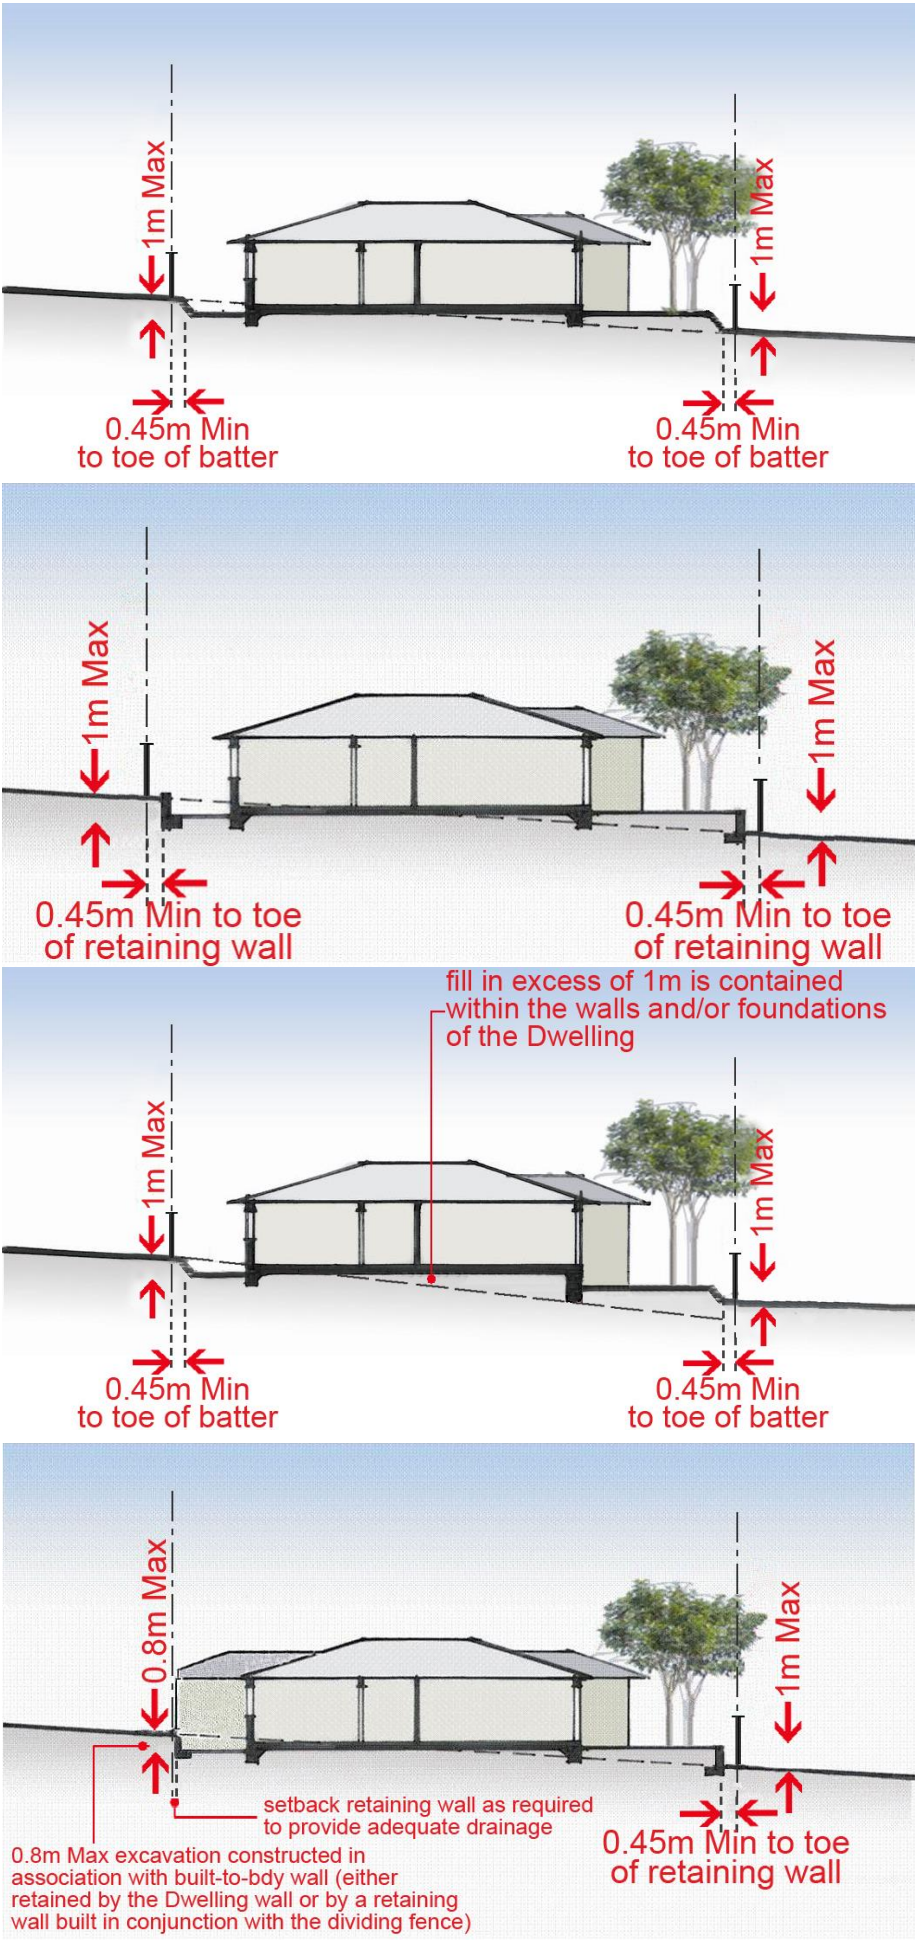 1m Max
1m Max
0.45m Min
to toe of batter
0.45m Min
to toe of batter
1m Max
1m Max
0.45m Min to toe
of retaining wall
0.45m Min to toe
of retaining wall
fill in excess of 1m is contained
within the walls and/or foundations
of the Dwelling
1m Max
1m Max
0.45m Min
to toe of batter
0.45m Min
to toe of batter
0.8m Max
1m Max
setback retaining wall as required
to provide adequate drainage
0.45m Min to toe
of retaining wall
0.8m Max excavation constructed in
association with built-to-bdy wall (either
retained by the Dwelling wall or by a retaining
wall built in conjunction with the dividing fence)